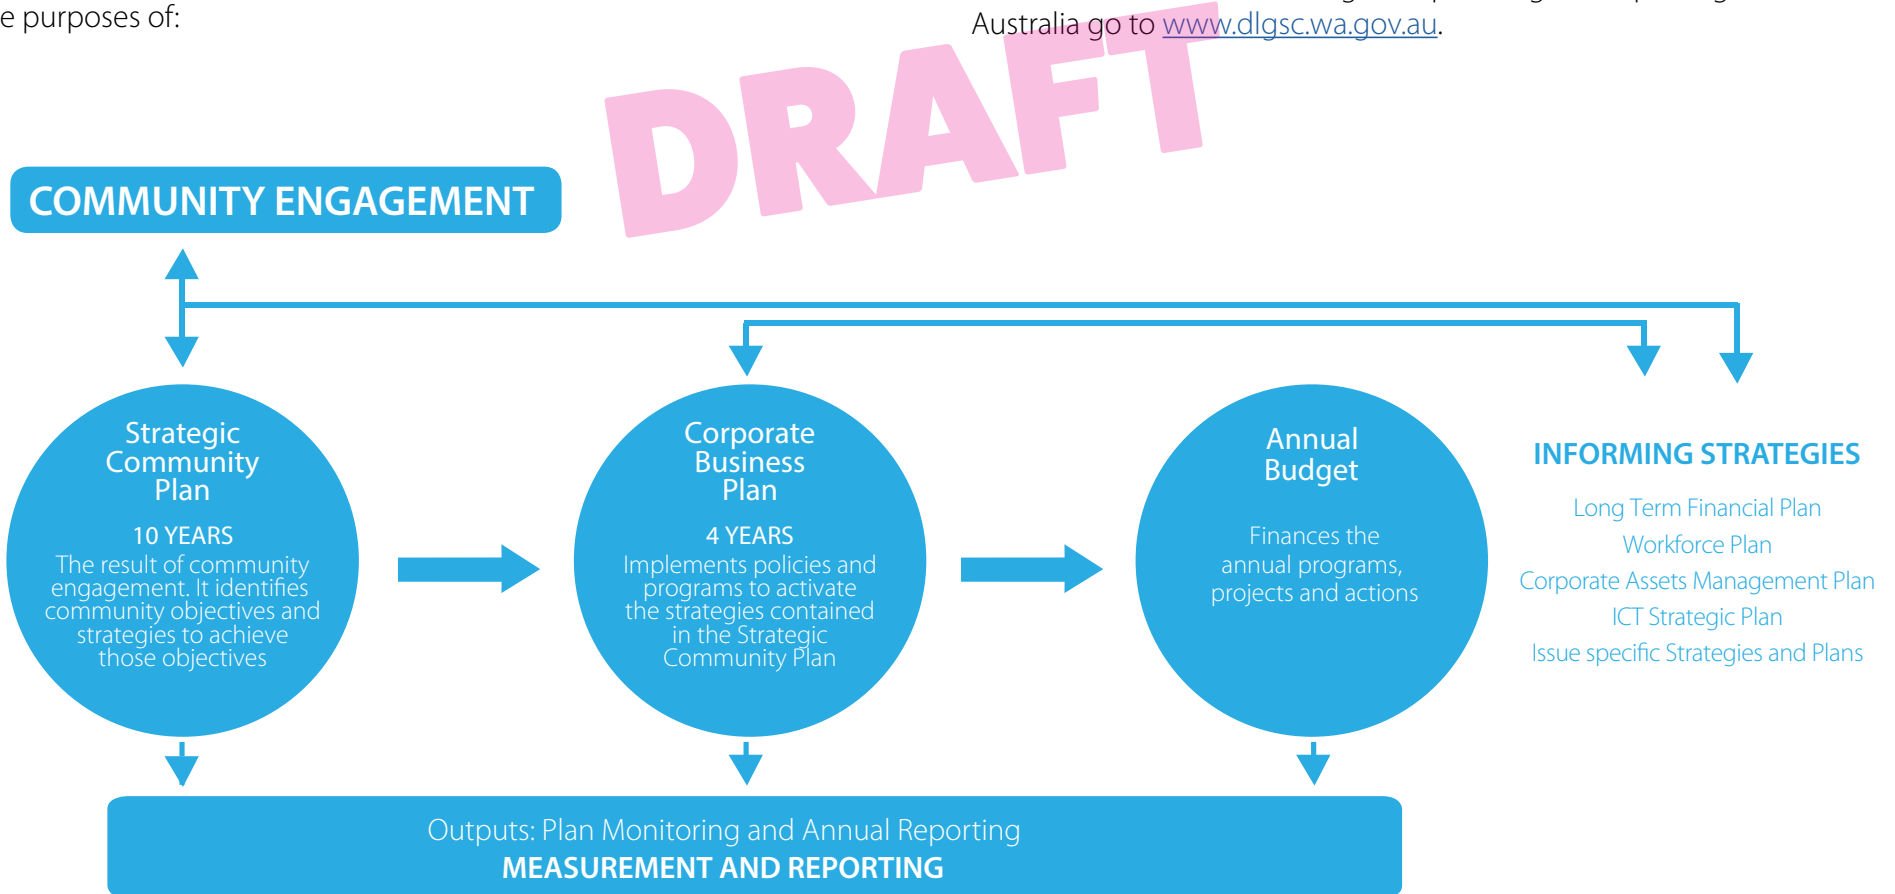 e purposes of:
Australia go to www.dlgsc.wa.gov.au.
DRAFT
COMMUNITY ENGAGEMENT
Strategic
Community
Plan
10 YEARS
The result of community
engagement. It identifies
community objectives and
strategies to achieve
those objectives
Corporate
Business
Plan
4 YEARS
Implements policies and
programs to activate
the strategies contained
in the Strategic
Community Plan
Annual
Budget
Finances the
annual programs,
projects and actions
INFORMING STRATEGIES
Long Term Financial Plan
Workforce Plan
Corporate Assets Management Plan
ICT Strategic Plan
Issue specific Strategies and Plans
Outputs: Plan Monitoring and Annual Reporting
MEASUREMENT AND REPORTING